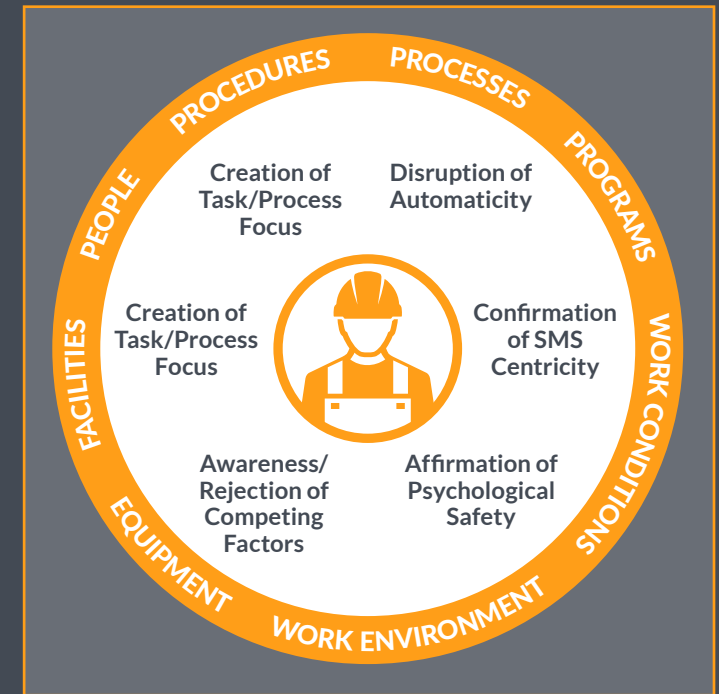 PROCEDURES
PROCESSES
PROGRAMS
WORK CONDITIONS
WORK ENVIRONMENT
EQUIPMENT
FACILITIES
PEOPLE
Creation of
Task/Process
Focus
Disruption of
Automaticity
Creation of
Task/Process
Focus
Confirmation
of SMS
Centricity
Awareness/
Rejection of
Competing
Factors
Affirmation of
Psychological
Safety